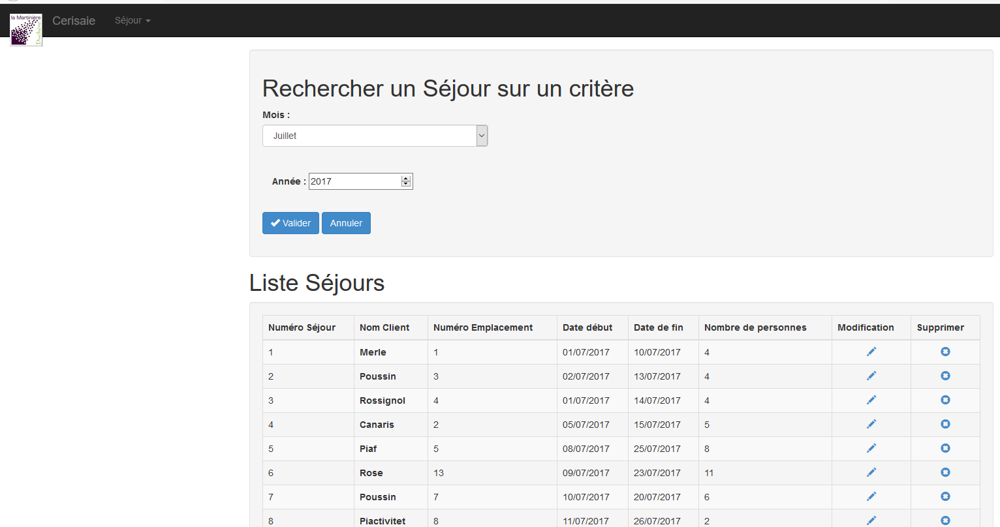 la Martinière
Duchère
Cerisaie
Séjour
Rechercher un Séjour sur un critère
Mois :
Juillet
Année : 2017
Valider Annuler
Liste Séjours
Numéro Séjour Nom Client Numéro Emplacement Date début Date de fin Nombre de personnes Modification Supprimer
1 Merle 1 01/07/2017 10/07/2017 4
2 Poussin 3 02/07/2017 13/07/2017 4
3 Rossignol 4 01/07/2017 14/07/2017 4
4 Canaris 2 05/07/2017 15/07/2017 5
5 Piaf 5 08/07/2017 25/07/2017 8
6 Rose 13 09/07/2017 23/07/2017 11
7 Poussin 7 10/07/2017 20/07/2017 6
8 Piactivitet 8 11/07/2017 26/07/2017 2